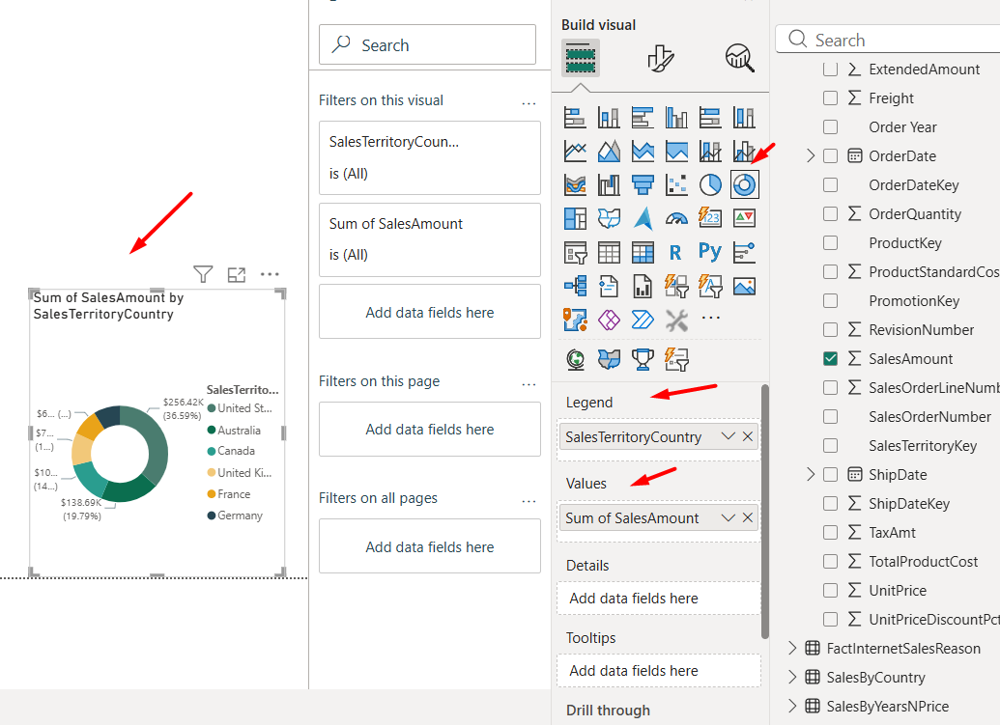 Sum of SalesAmount by
SalesTerritoryCountry
$256.42K
(36.59%)
$6... (...)
$7...
(1...)
$10...
(14...)
$138.69K
(19.79%)
SalesTerrito...
United St...
Australia
Canada
United Ki...
France
Germany
Search
Filters on this visual
...
SalesTerritoryCoun...
is (All)
Sum of SalesAmount
is (All)
Add data fields here
Filters on this page
...
Add data fields here
Filters on all pages
...
Add data fields here
Build visual
123
R
Py
...
Legend
SalesTerritoryCountry
Values
Sum of SalesAmount
Details
Add data fields here
Tooltips
Add data fields here
Drill through
Search
ExtendedAmount
Freight
Order Year
OrderDate
OrderDateKey
OrderQuantity
ProductKey
ProductStandardCos
PromotionKey
RevisionNumber
SalesAmount
SalesOrderLineNumb
SalesOrderNumber
SalesTerritoryKey
ShipDate
ShipDateKey
TaxAmt
TotalProductCost
UnitPrice
UnitPriceDiscountPct
FactInternetSalesReason
SalesByCountry
SalesByYearsNPrice